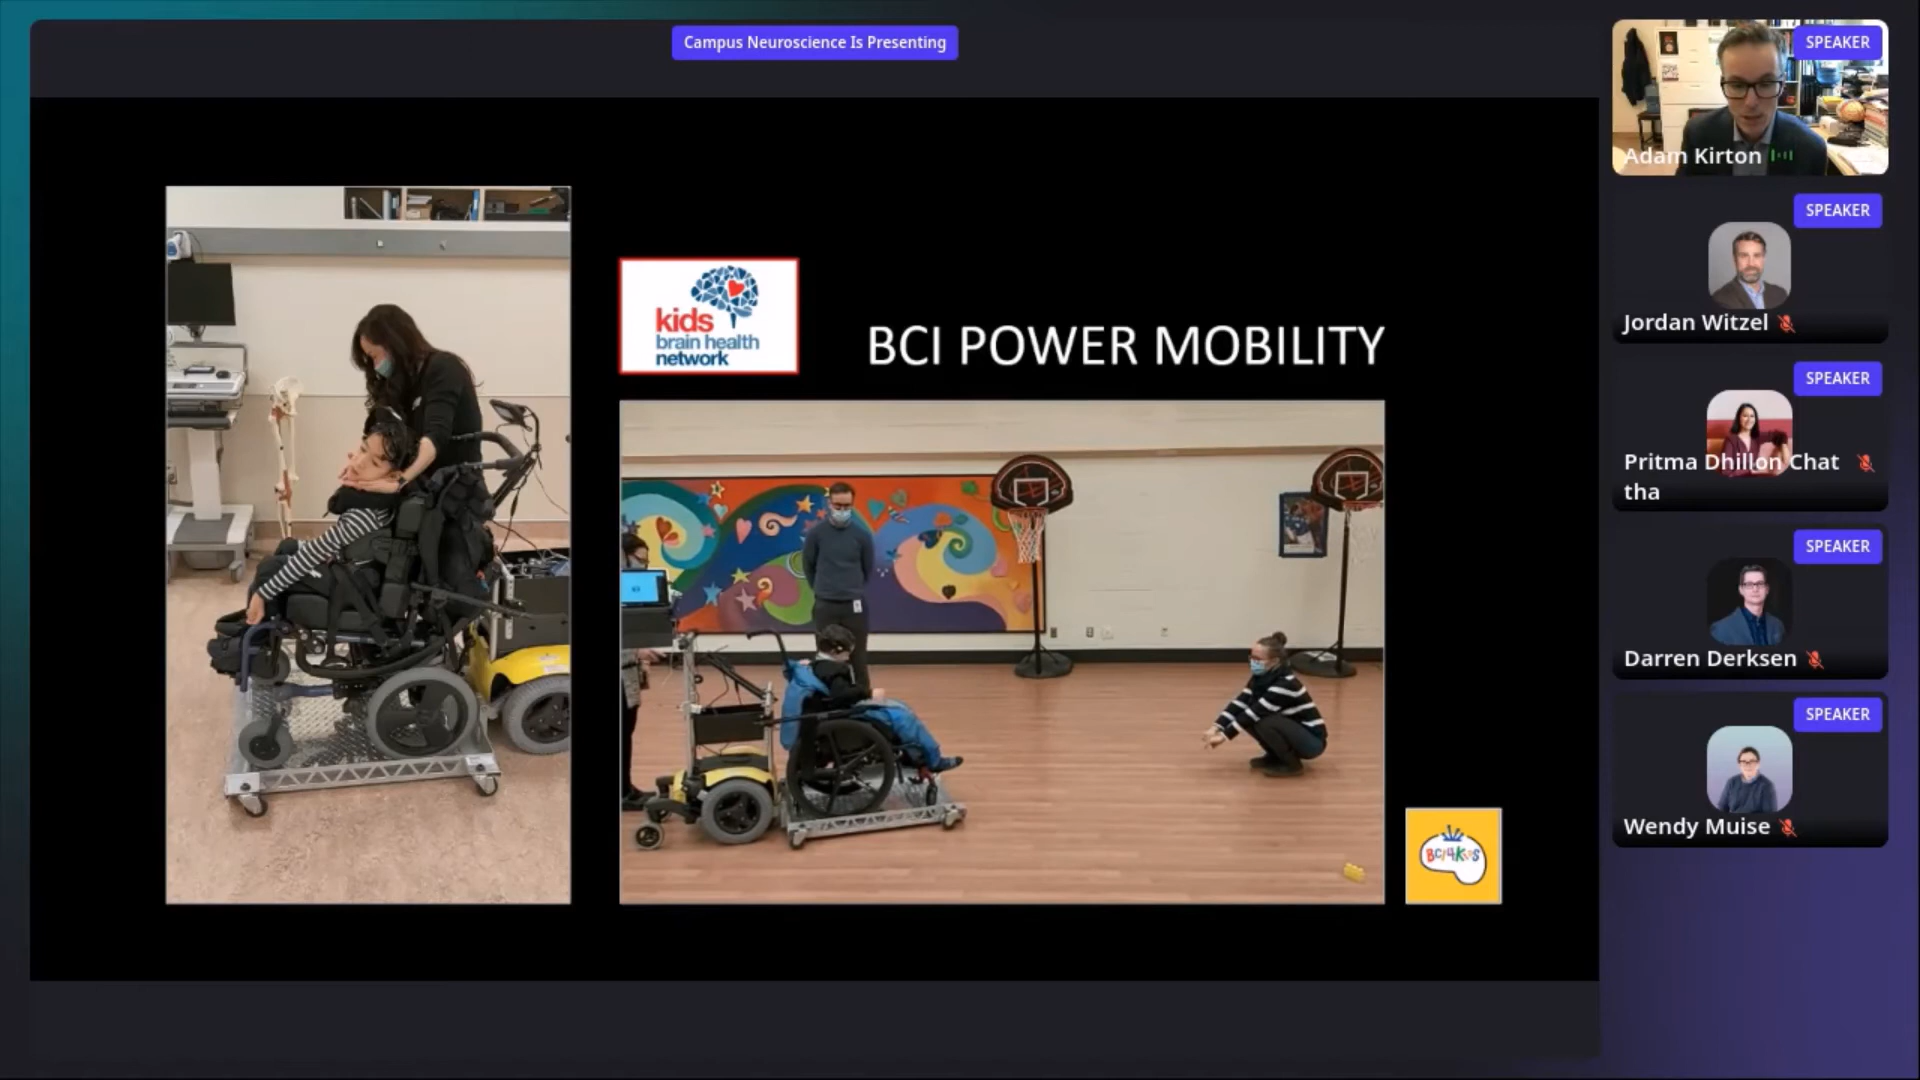 Campus Neuroscience Is Presenting
kids
brain health
network
BCI POWER MOBILITY
BCI4KiDS
SPEAKER
Adam Kirton
SPEAKER
Jordan Witzel
SPEAKER
Pritma Dhillon Chat
tha
SPEAKER
Darren Derksen
SPEAKER
Wendy Muise